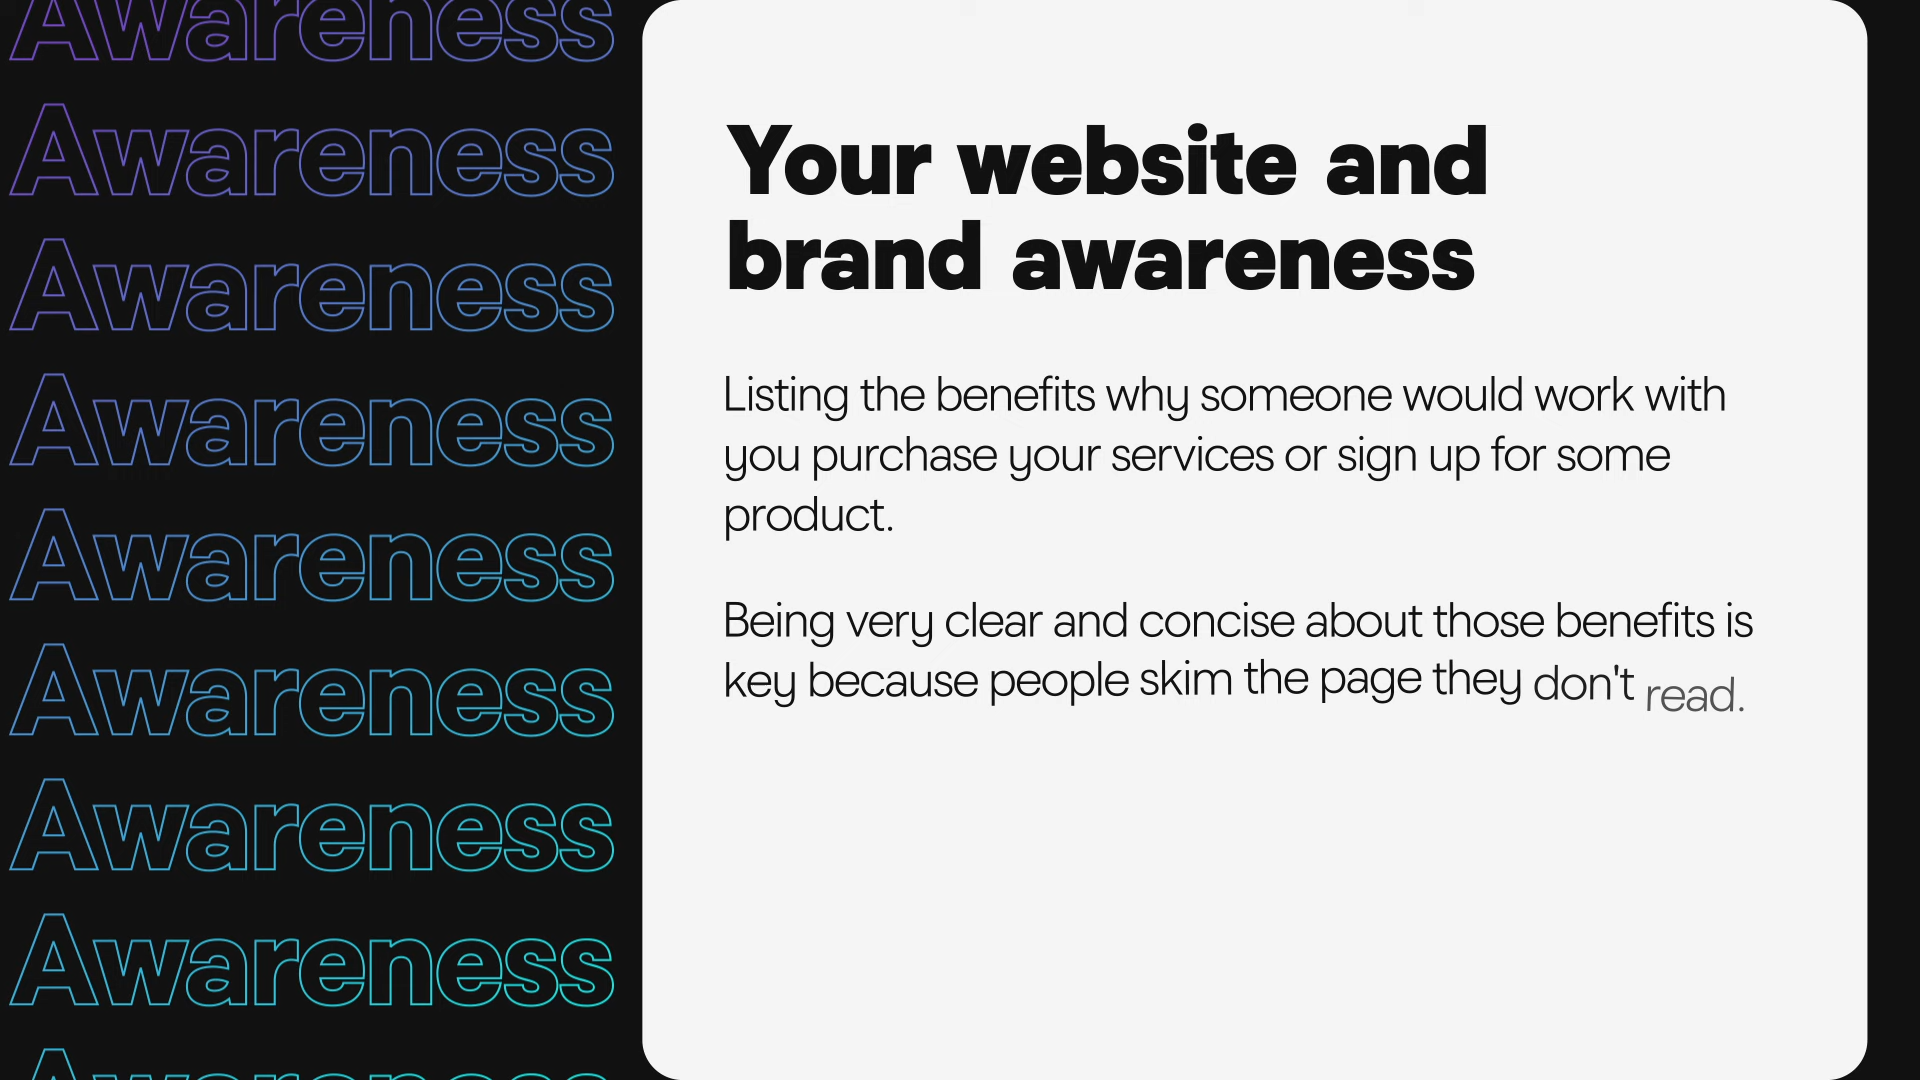 Awareness
Awareness
Awareness
Awareness
Awareness
Awareness
Awareness
Awareness
Awareness
Your website and
brand awareness
Listing the benefits why someone would work with
you purchase your services or sign up for some
product.
Being very clear and concise about those benefits is
key because people skim the page they don't read.